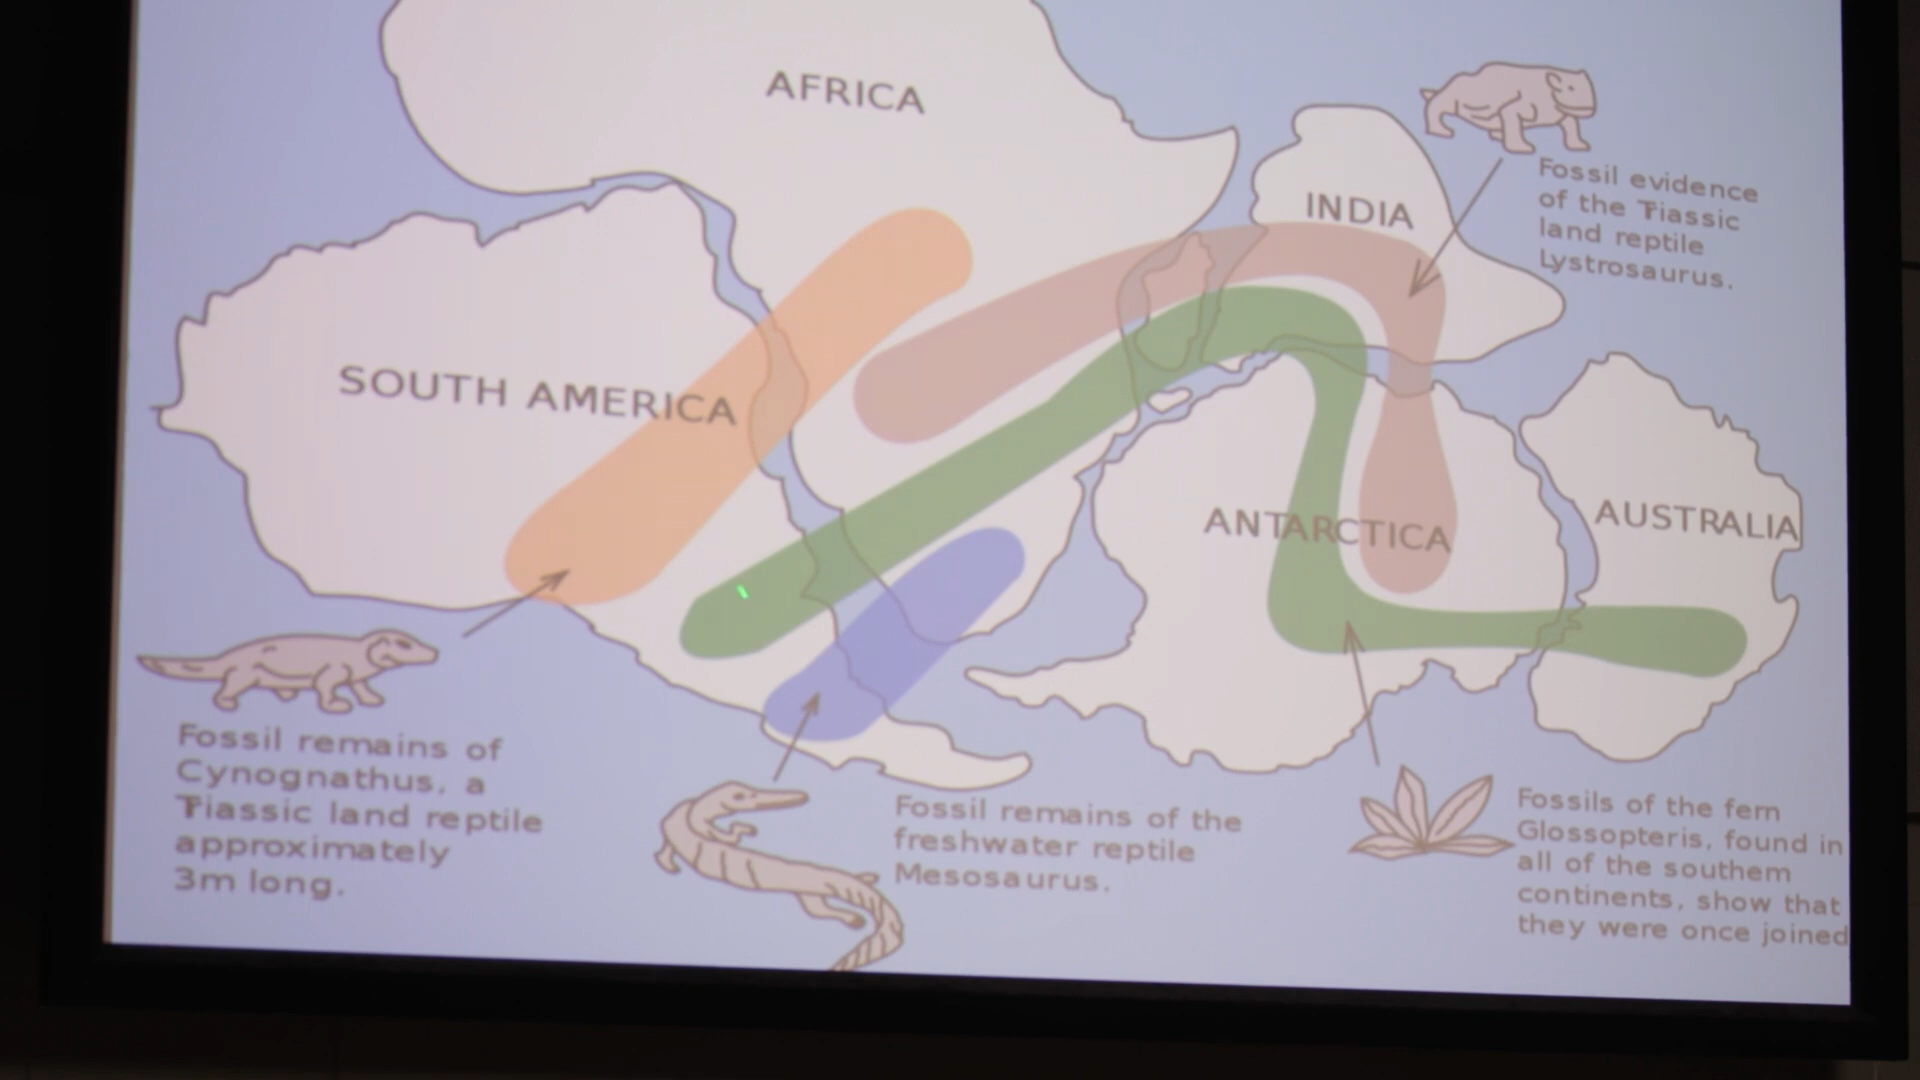 AFRICA
INDIA
SOUTH AMERICA
ANTARCTICA
AUSTRALIA
Fossil evidence
of the Tiassic
land reptile
Lystrosaurus.
Fossil remains of
Cynognathus, a
Tiassic land reptile
approximately
3m long.
Fossil remains of the
freshwater reptile
Mesosaurus.
Fossils of the fern
Glossopteris, found in
all of the southern
continents, show that
they were once joined